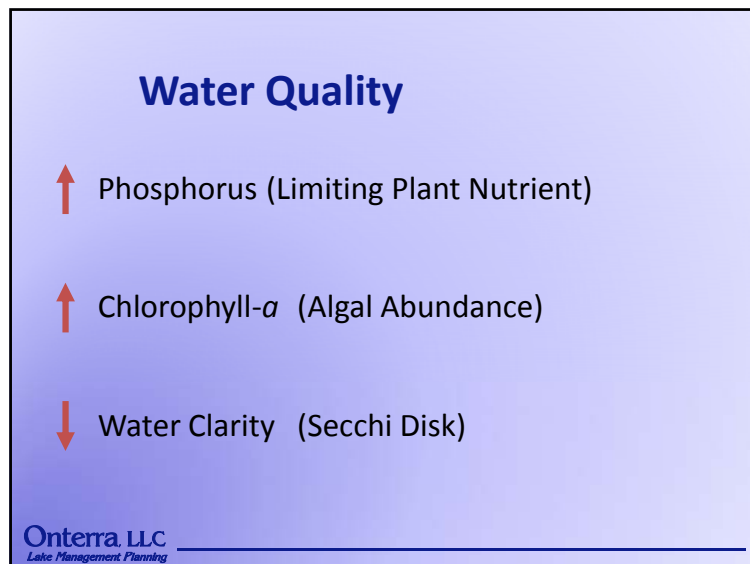 Water Quality
Phosphorus (Limiting Plant Nutrient)
Chlorophyll-a (Algal Abundance)
Water Clarity (Secchi Disk)
Onterra, LLC
Lake Management Planning